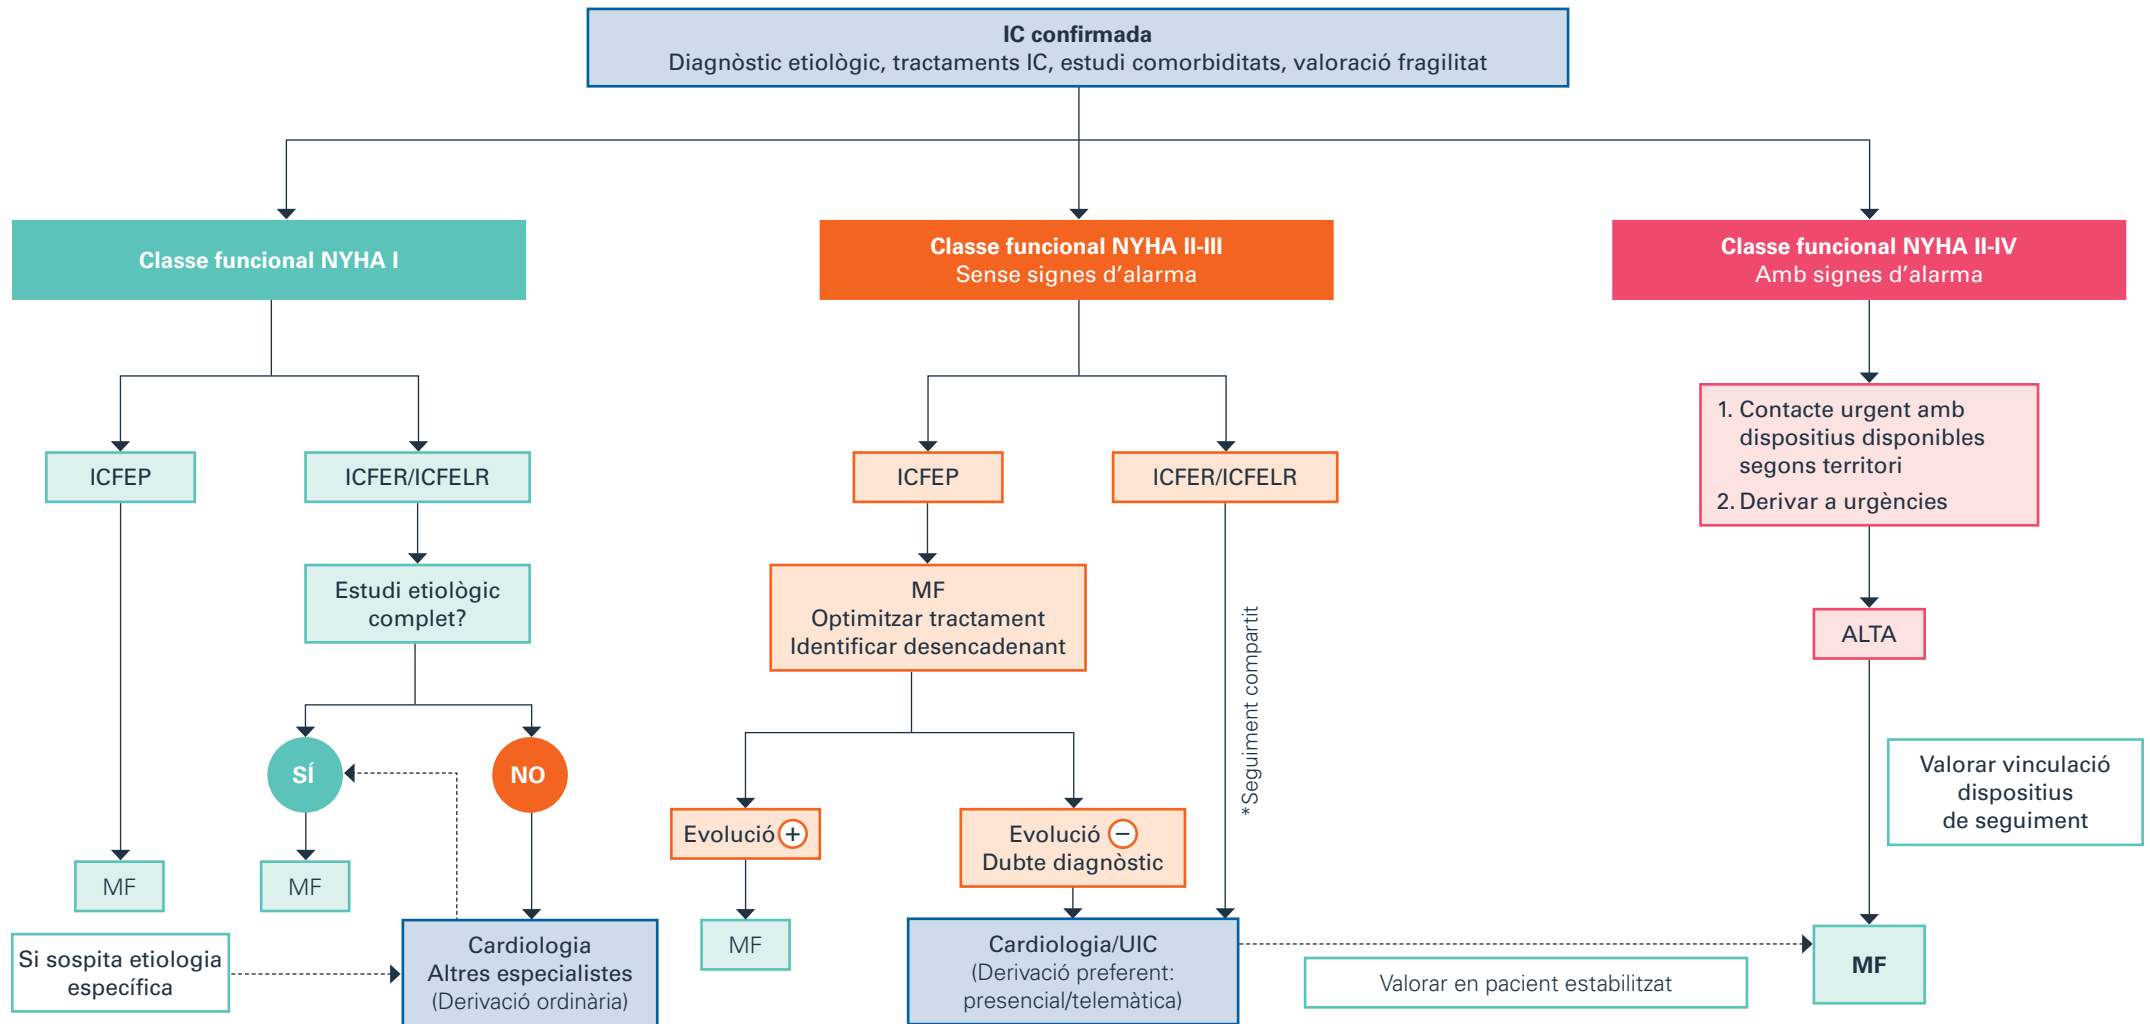 IC confirmada
Diagnòstic etiològic, tractaments IC, estudi comorbiditats, valoració fragilitat
Classe funcional NYHA I
Classe funcional NYHA II-III
Sense signes d’alarma
Classe funcional NYHA II-IV
Amb signes d’alarma
ICFEP
ICFER/ICFELR
Estudi etiològic
complet?
SÍ
NO
MF
MF
Si sospita etiologia
específica
Cardiologia
Altres especialistes
(Derivació ordinària)
ICFEP
ICFER/ICFELR
MF
Optimitzar tractament
Identificar desencadenant
*Seguiment compartit
Evolució +
Evolució −
Dubte diagnòstic
MF
Cardiologia/UIC
(Derivació preferent:
presencial/telemàtica)
Valorar en pacient estabilitzat
1. Contacte urgent amb
dispositius disponibles
segons territori
2. Derivar a urgències
ALTA
Valorar vinculació
dispositius
de seguiment
MF